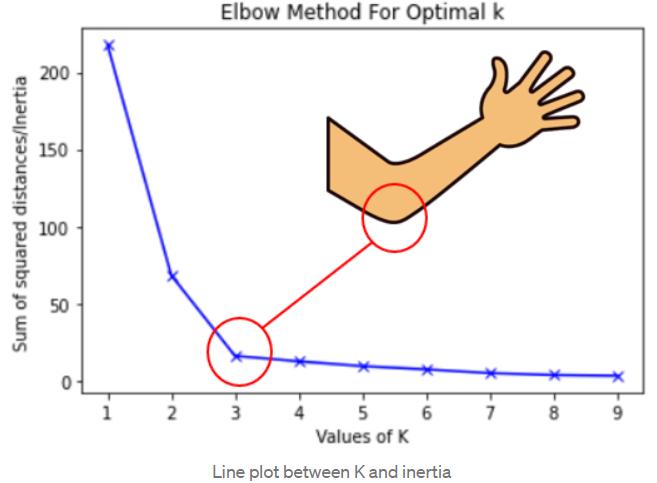 Elbow Method For Optimal k
Sum of squared distances/Inertia
200
150
100
50
0
1 2 3 4 5 6 7 8 9
Values of K
Line plot between K and inertia